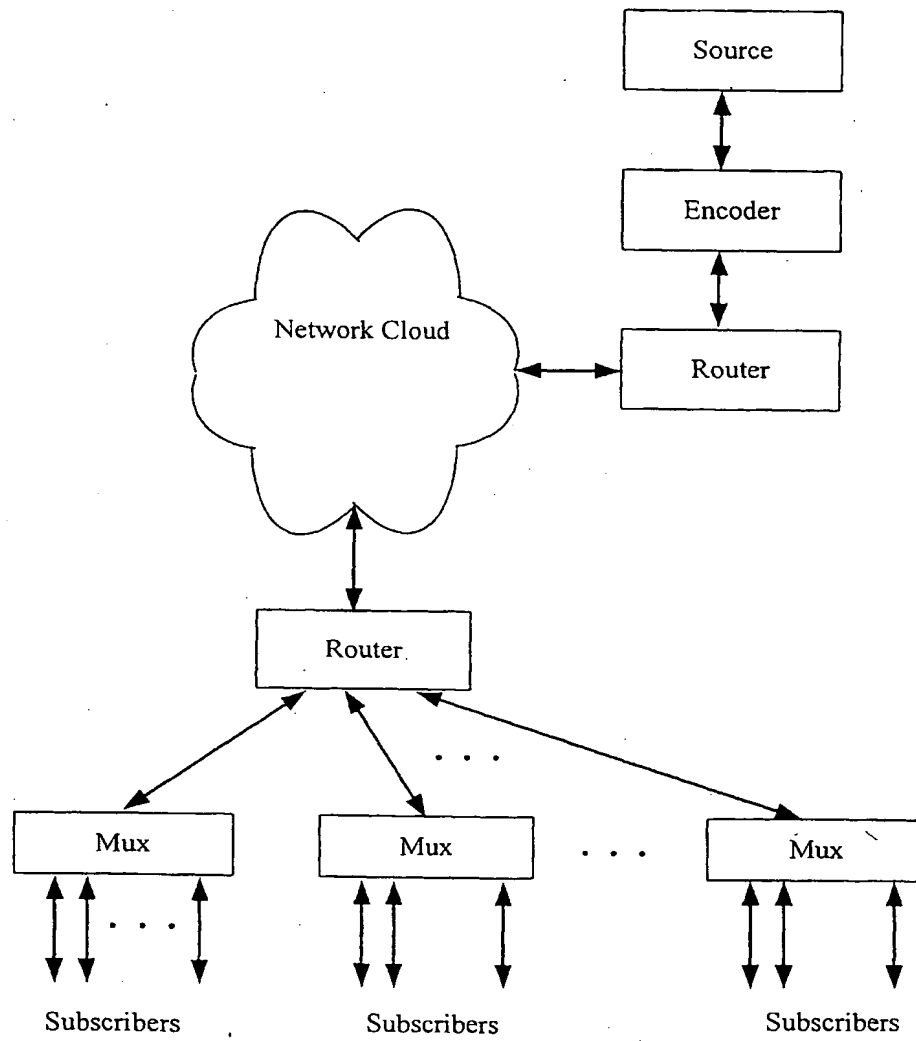 Source
Encoder
Network Cloud
Router
Router
. . .
Mux
Mux
. . .
Mux
. . .
Subscribers
Subscribers
Subscribers